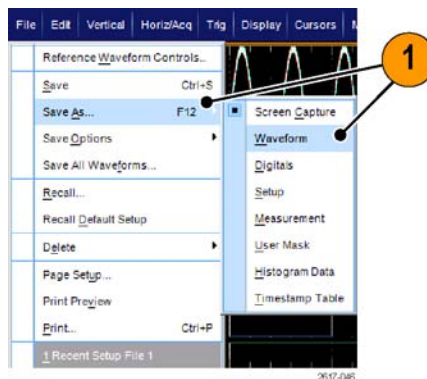 File Edit Vertical Horiz/Acq Trig Display Cursors
1
Reference Waveform Controls...
Save Ctrl+S
Save As... F12
Save Options
Save All Waveforms...
Recall...
Recall Default Setup
Delete
Page Setup...
Print Preview
Print... Ctrl+P
1 Recent Setup File 1
Screen Capture
Waveform
Digitals
Setup
Measurement
User Mask
Histogram Data
Timestamp Table
2617-046